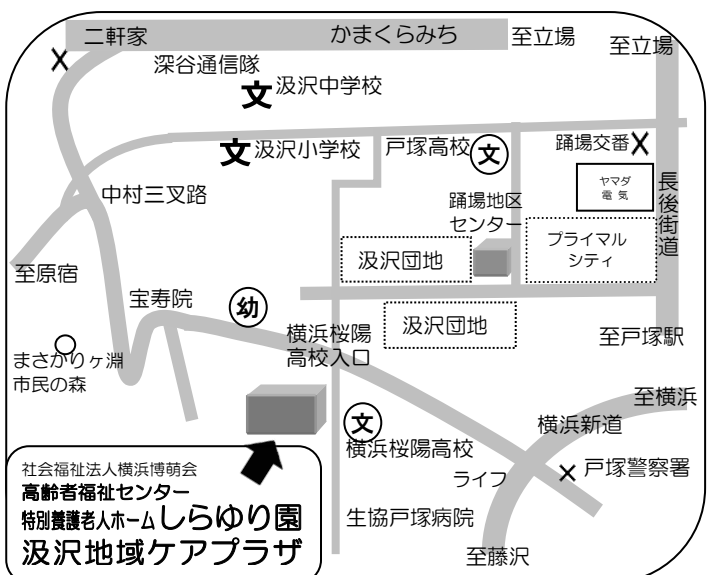 二軒家
かまくらみち
至立場
至立場
深谷通信隊
文
汲沢中学校
文
汲沢小学校
戸塚高校
文
踊場交番
ヤマダ
電気
長後街道
中村三叉路
踊場地区
センター
プライマル
シティ
汲沢団地
至原宿
宝寿院
幼
汲沢団地
横浜桜陽
高校入口
至戸塚駅
まさかりヶ淵
市民の森
至横浜
横浜新道
文
横浜桜陽高校
ライフ
戸塚警察署
生協戸塚病院
至藤沢
社会福祉法人横浜博萌会
高齢者福祉センター
特別養護老人ホームしらゆり園
汲沢地域ケアプラザ